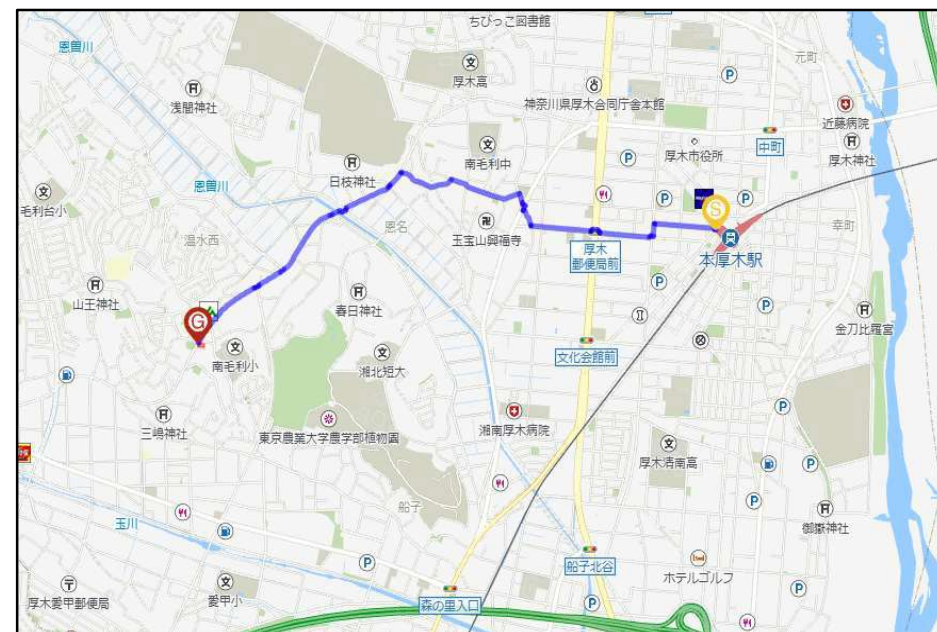 ちびっこ図書館
恩曽川
元町
厚木高
浅間神社
神奈川県厚木合同庁舎本館
近藤病院
中町
厚木市役所
厚木神社
南毛利中
日枝神社
恩曽川
毛利台小
恩名
温水西
玉宝山興福寺
幸町
厚木
郵便局前
本厚木駅
S
山王神社
春日神社
G
金刀比羅宮
南毛利小
湘北短大
文化会館前
三嶋神社
東京農業大学農学部植物園
湘南厚木病院
厚木清南高
船子
玉川
御嶽神社
船子北谷
ホテルゴルフ
厚木愛甲郵便局
愛甲小
森の里入口
P
P
P
P
P
P
P
P
P
P
P
P
P